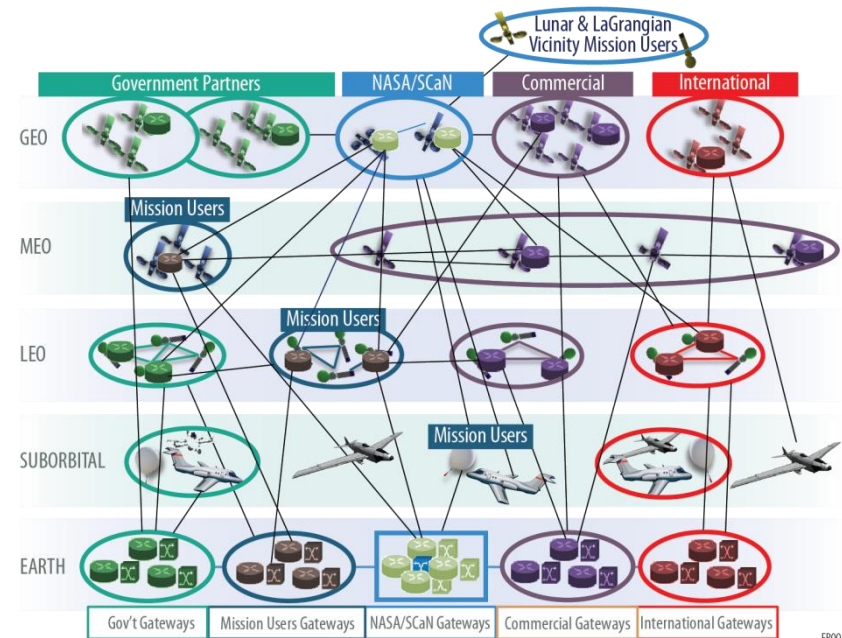 Lunar & LaGrangian
Vicinity Mission Users
Government Partners
NASA/SCaN
Commercial
International
GEO
Mission Users
MEO
Mission Users
LEO
Mission Users
SUBORBITAL
EARTH
Gov't Gateways
Mission Users Gateways
NASA/SCaN Gateways
Commercial Gateways
International Gateways